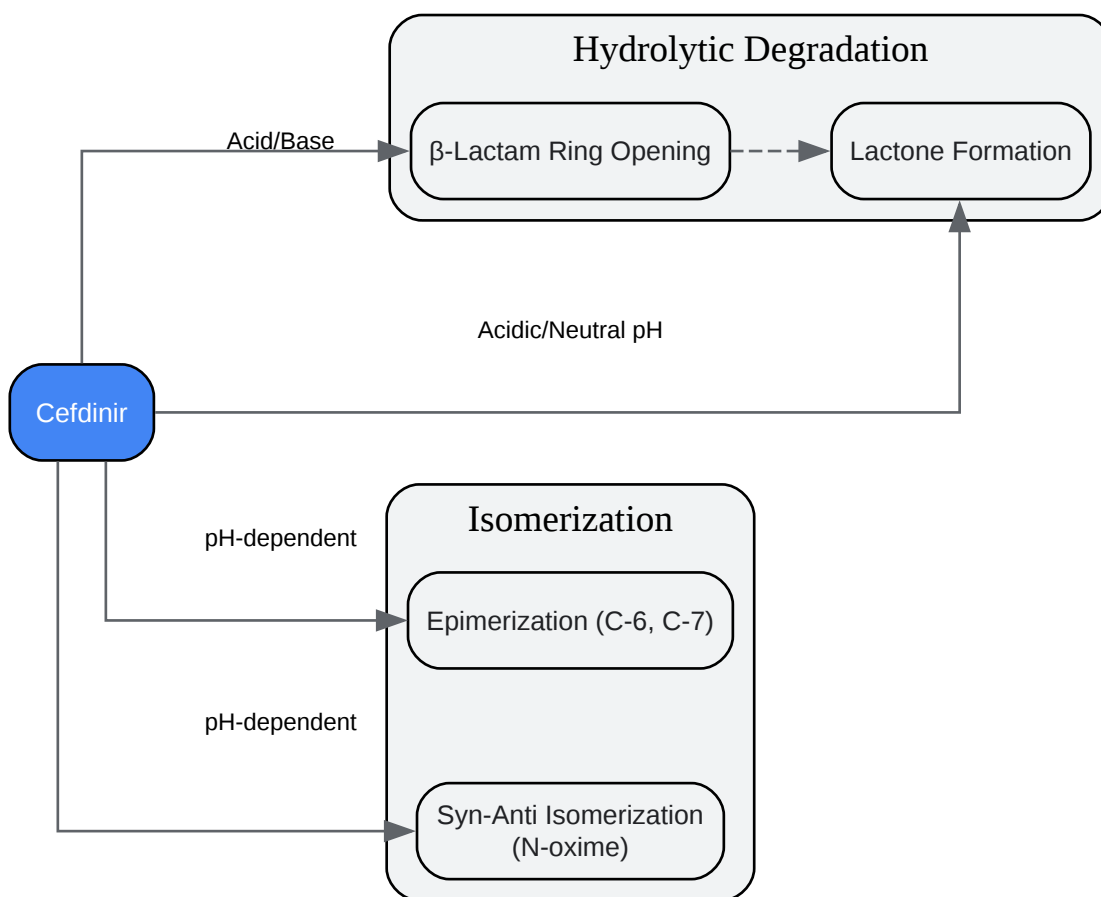 Hydrolytic Degradation
Acid/Base
β-Lactam Ring Opening
Lactone Formation
Acidic/Neutral pH
Cefdinir
Isomerization
pH-dependent
Epimerization (C-6, C-7)
pH-dependent
Syn-Anti Isomerization
(N-oxime)